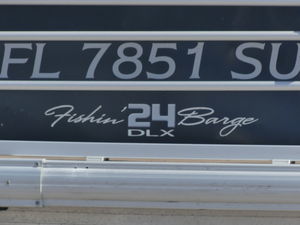 FL 7851 SU
Fishin' 24 Barge
DLX